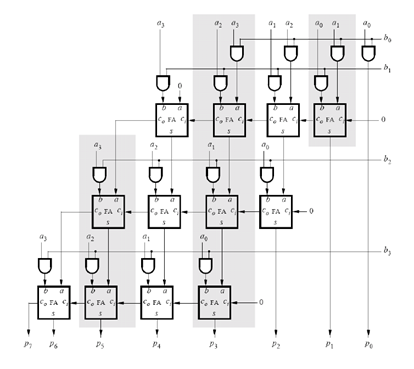 a3 a2 a3 a1 a2 a0 a1 a0
b0
b1
0
b a b a b a b a
co FA ci co FA ci co FA ci co FA ci 0
s s s s
a3 a2 a1 a0
b2
b a b a b a b a
co FA ci co FA ci co FA ci co FA ci 0
s s s s
a3 a2 a1 a0
b3
b a b a b a b a
co FA ci co FA ci co FA ci co FA ci 0
s s s s
p7 p6 p5 p4 p3 p2 p1 p0